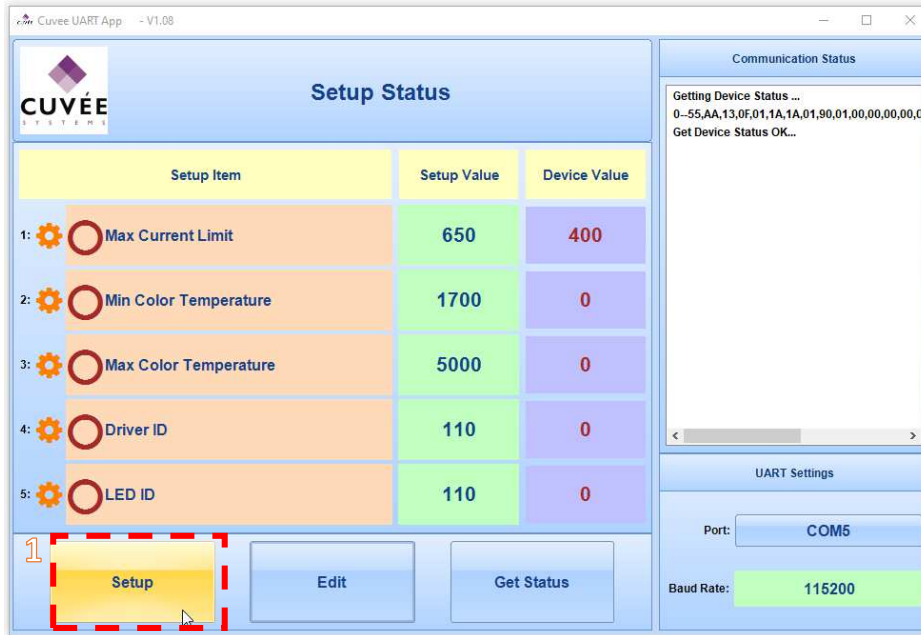 Cuvee UART App - V1.08
CUVÉE
SYSTEMS
Setup Status
Setup Item Setup Value Device Value
1: Max Current Limit 650 400
2: Min Color Temperature 1700 0
3: Max Color Temperature 5000 0
4: Driver ID 110 0
5: LED ID 110 0
1
Setup Edit Get Status
Communication Status
Getting Device Status ...
0--55,AA,13,0F,01,1A,1A,01,90,01,00,00,00,00,0
Get Device Status OK...
UART Settings
Port: COM5
Baud Rate: 115200